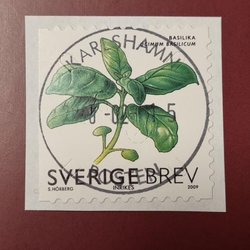 BASILIKA
OCIMUM BASILICUM
KARLSHAMN
SVERIGE BREV
S. HÖRBERG INRIKES 2009